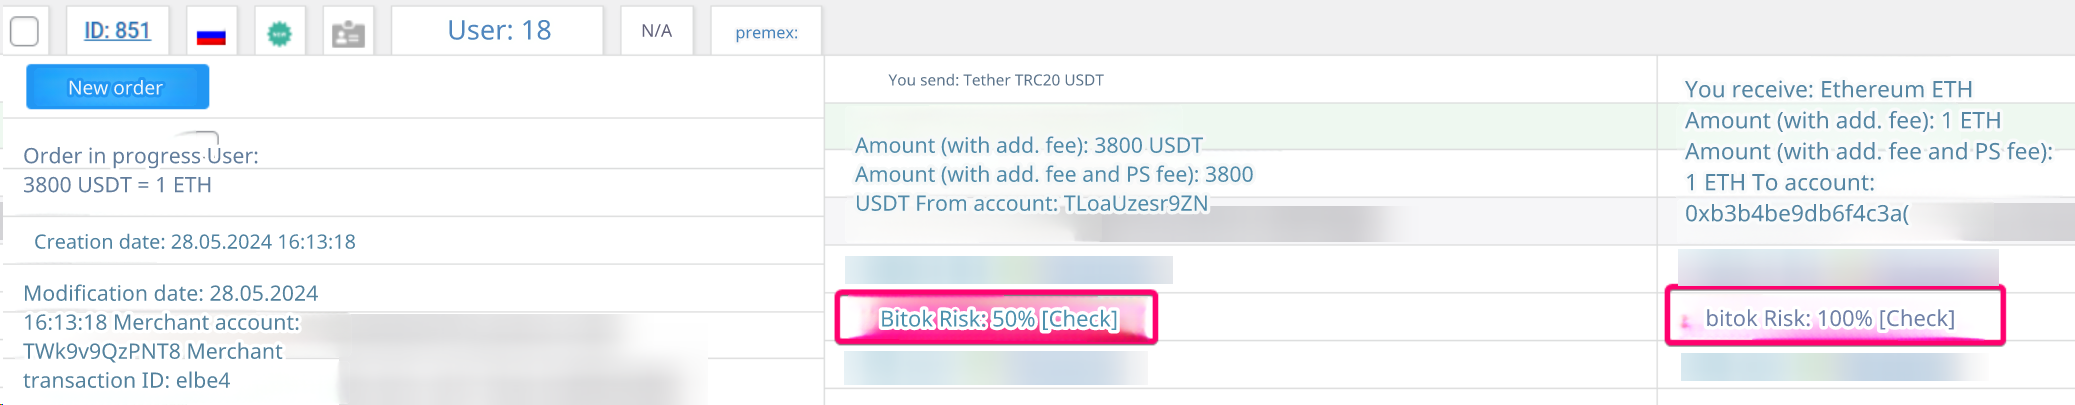 ID: 851
User: 18
N/A
premex:
New order
Order in progress User:
3800 USDT = 1 ETH
Creation date: 28.05.2024 16:13:18
Modification date: 28.05.2024
16:13:18 Merchant account:
TWk9v9QzPNT8 Merchant
transaction ID: elbe4
You send: Tether TRC20 USDT
Amount (with add. fee): 3800 USDT
Amount (with add. fee and PS fee): 3800
USDT From account: TLoaUzesr9ZN
Bitok Risk: 50% [Check]
You receive: Ethereum ETH
Amount (with add. fee): 1 ETH
Amount (with add. fee and PS fee):
1 ETH To account:
0xb3b4be9db6f4c3a(
bitok Risk: 100% [Check]